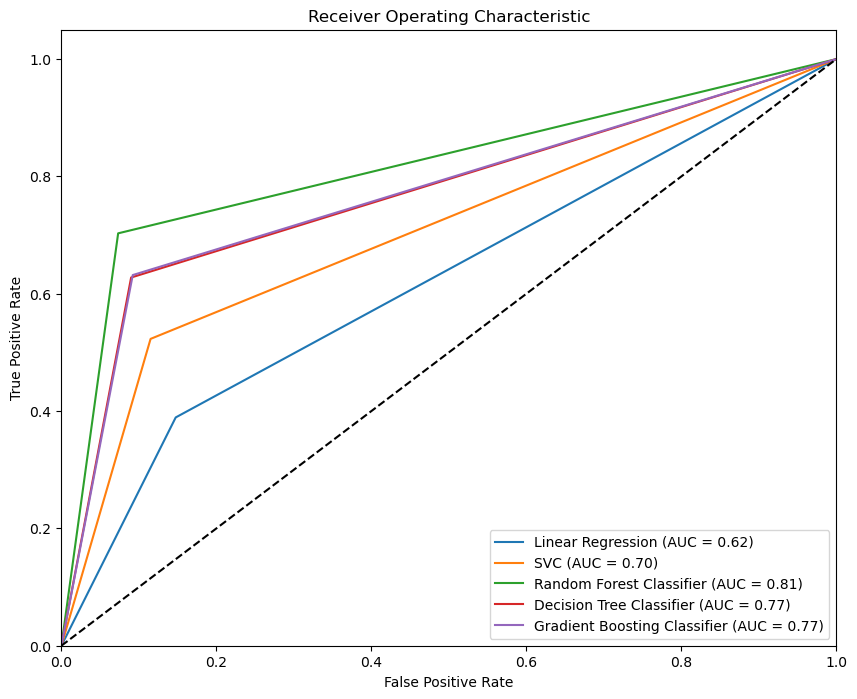 Receiver Operating Characteristic
1.0
0.8
0.6
0.4
0.2
0.0
True Positive Rate
Linear Regression (AUC = 0.62)
SVC (AUC = 0.70)
Random Forest Classifier (AUC = 0.81)
Decision Tree Classifier (AUC = 0.77)
Gradient Boosting Classifier (AUC = 0.77)
0.0 0.2 0.4 0.6 0.8 1.0
False Positive Rate